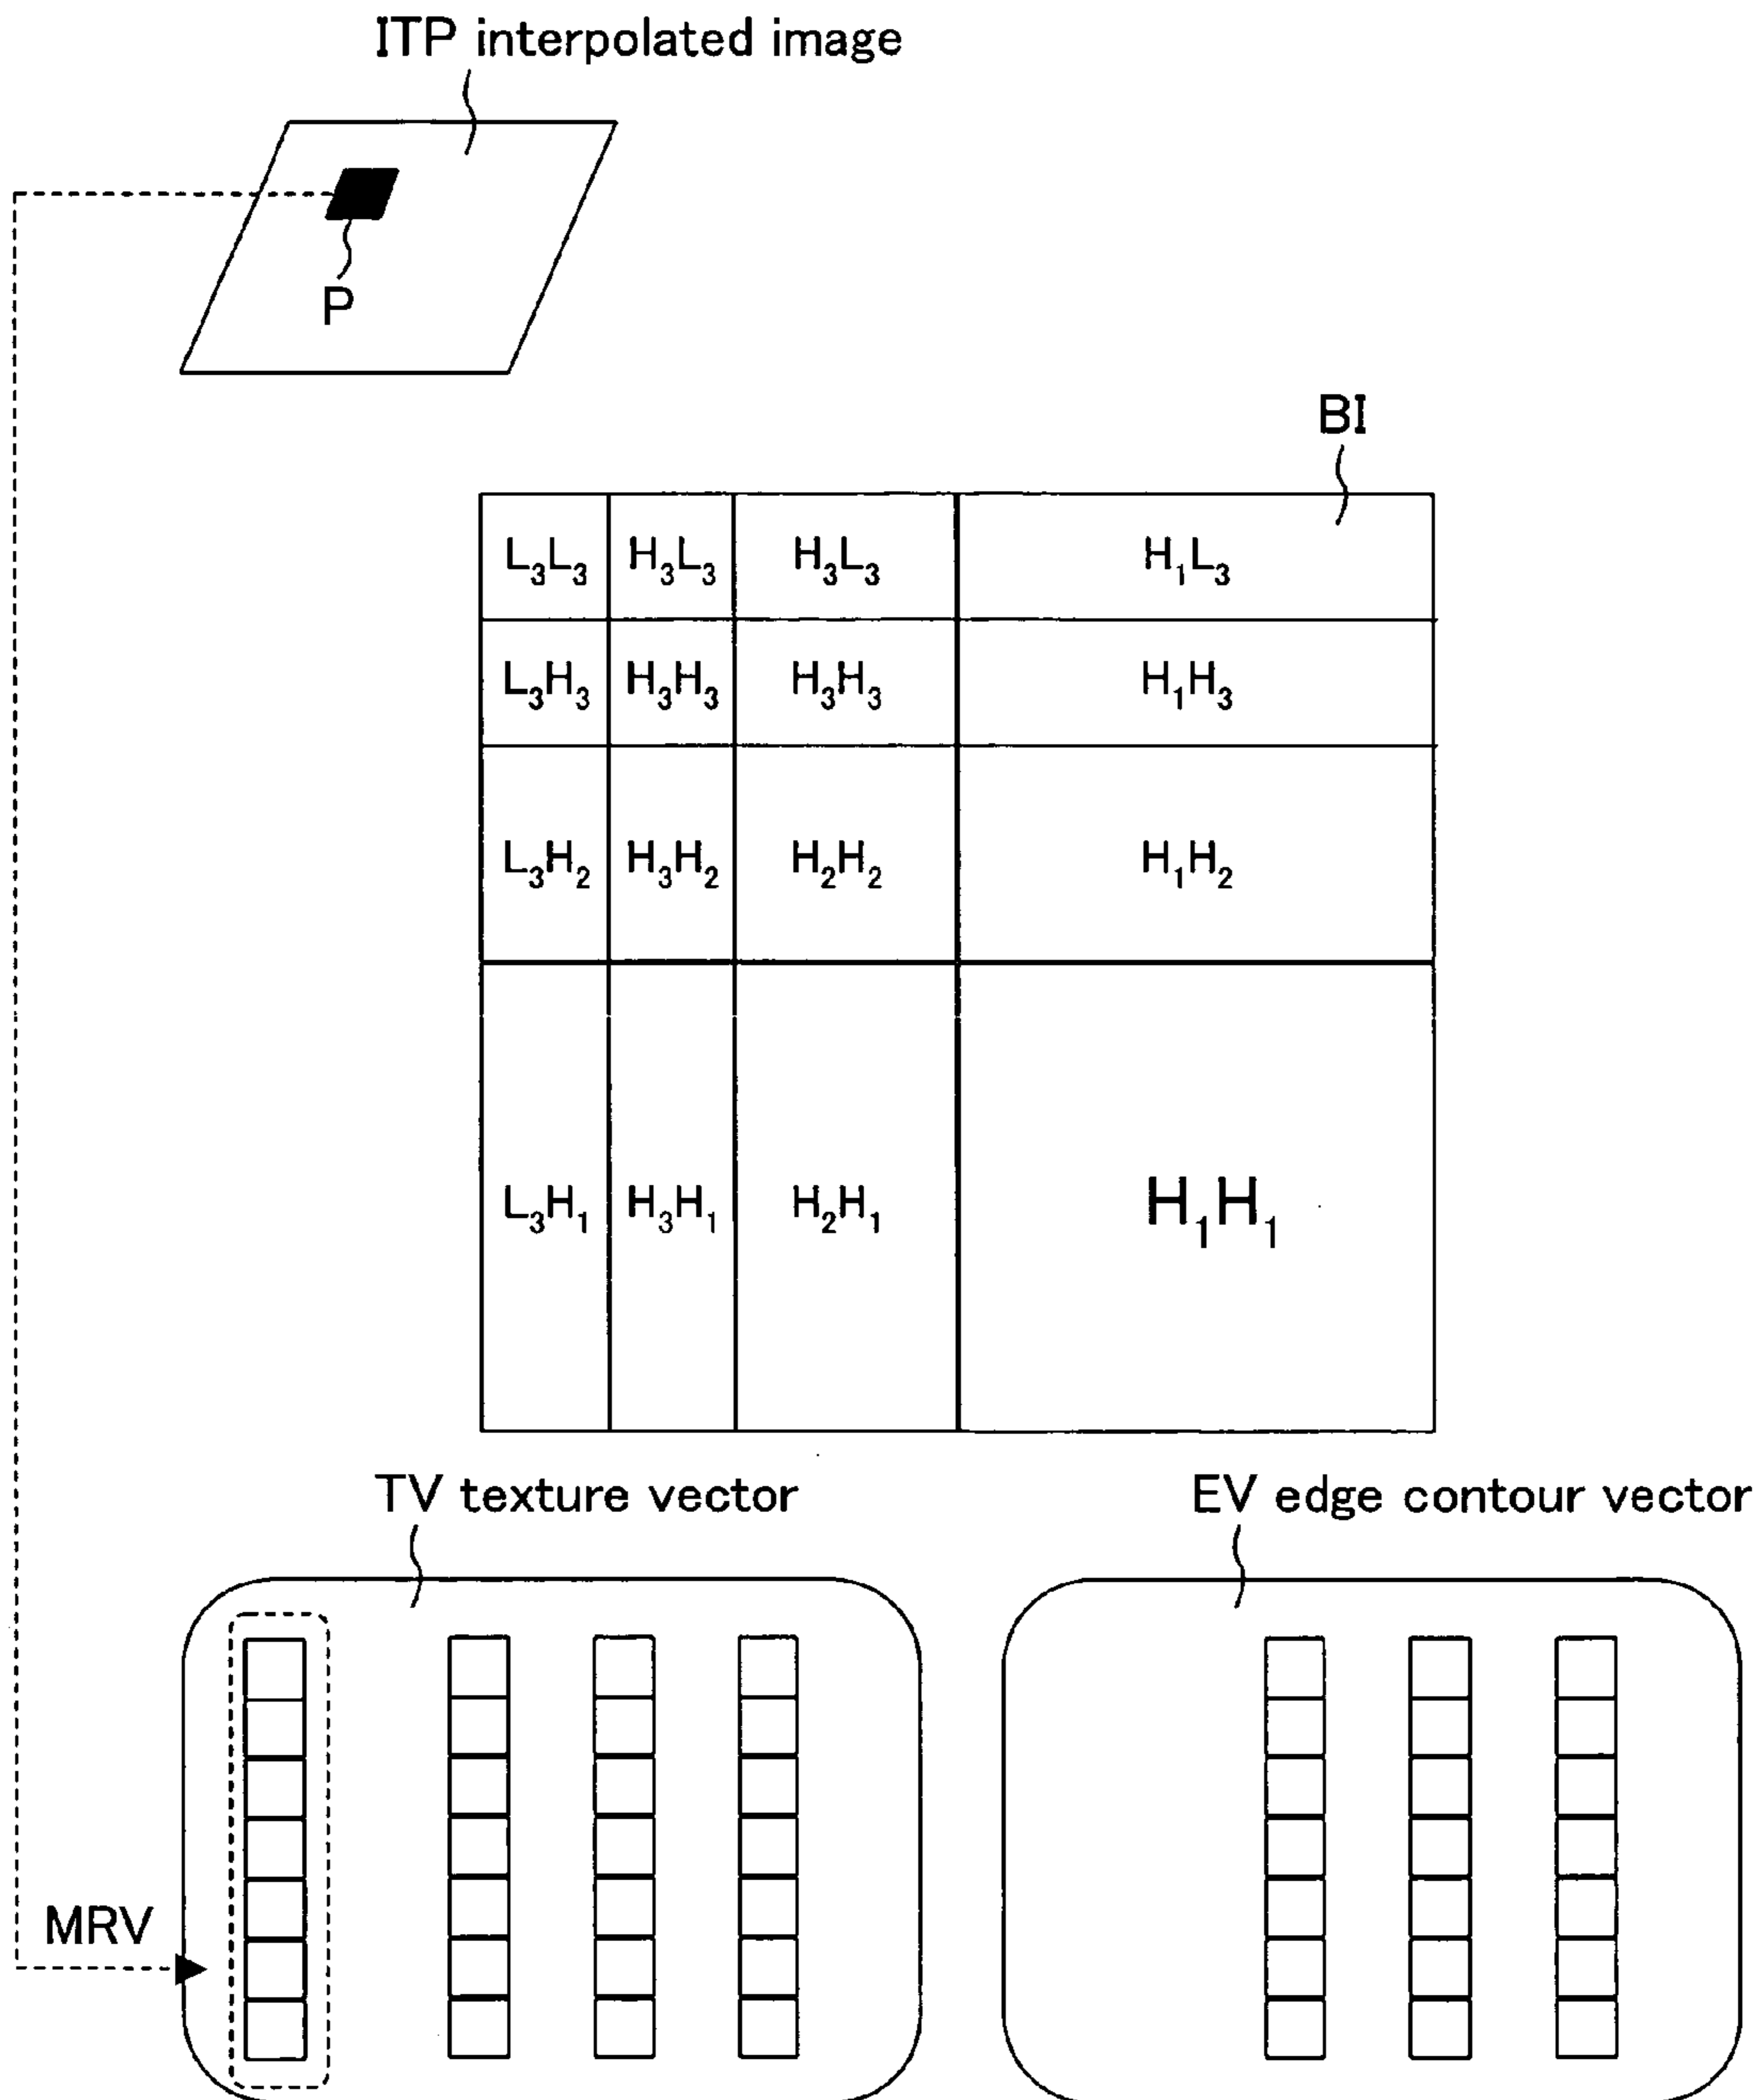 ITP interpolated image
P
BI
L₃L₃ H₃L₃ H₃L₃ H₁L₃
L₃H₃ H₃H₃ H₃H₃ H₁H₃
L₃H₂ H₃H₂ H₂H₂ H₁H₂
L₃H₁ H₃H₁ H₂H₁ H₁H₁
TV texture vector
EV edge contour vector
MRV